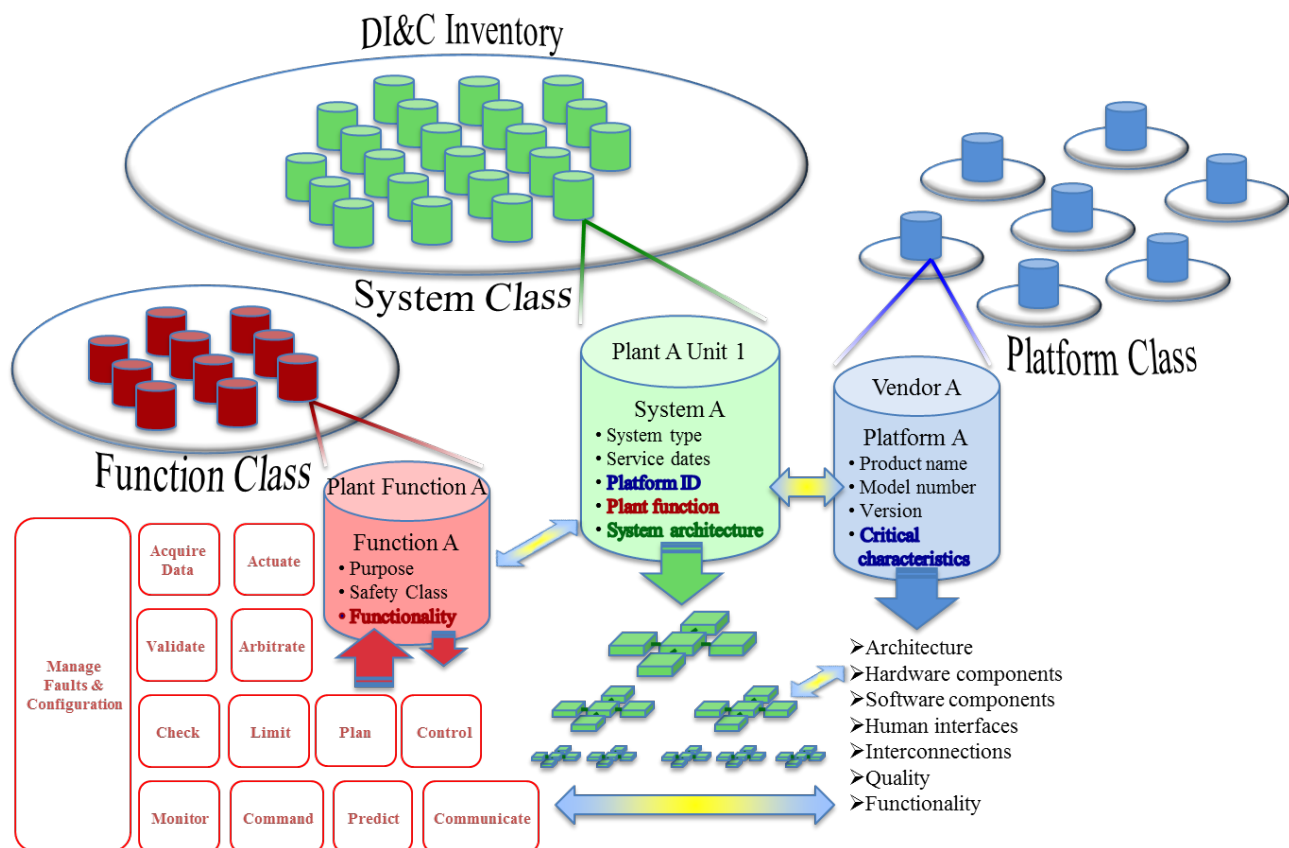 DI&C Inventory
System Class
Platform Class
Function Class
Plant A Unit 1
System A
• System type
• Service dates
• Platform ID
• Plant function
• System architecture
Vendor A
Platform A
• Product name
• Model number
• Version
• Critical
characteristics
Plant Function A
Function A
• Purpose
• Safety Class
• Functionality
Manage
Faults &
Configuration
Acquire
Data
Actuate
Validate
Arbitrate
Check
Limit
Plan
Control
Monitor
Command
Predict
Communicate
➢Architecture
➢Hardware components
➢Software components
➢Human interfaces
➢Interconnections
➢Quality
➢Functionality